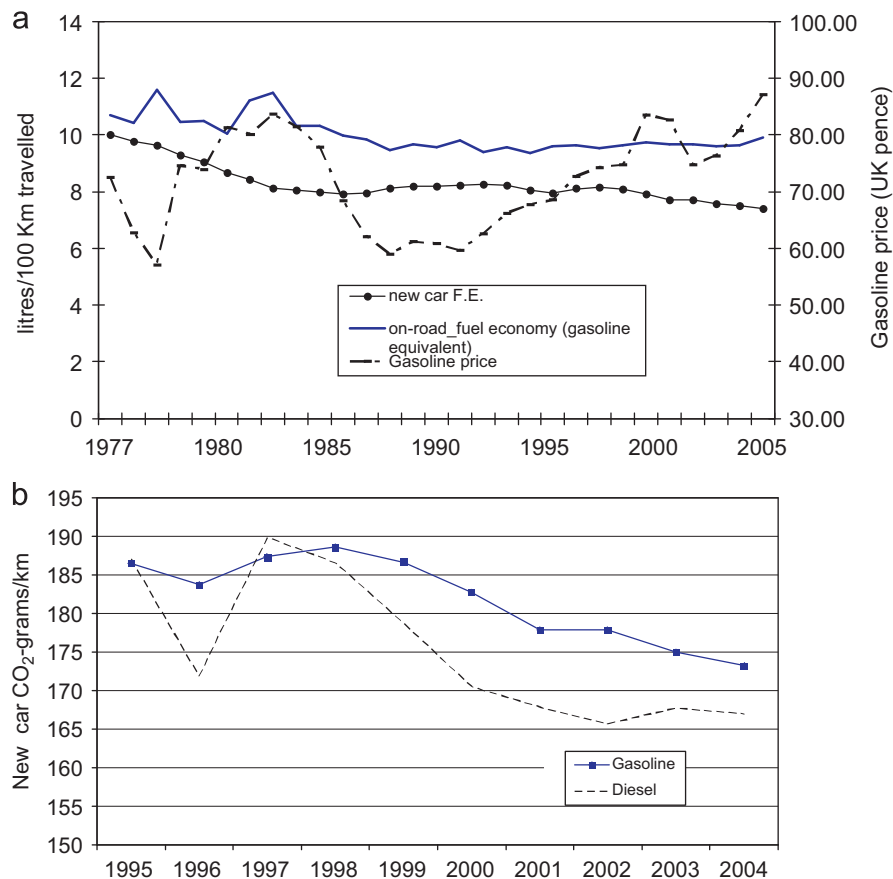 a
14
12
10
8
6
4
2
0
litres/100 Km travelled
100.00
90.00
80.00
70.00
60.00
50.00
40.00
30.00
Gasoline price (UK pence)
new car F.E.
on-road_fuel economy (gasoline
equivalent)
Gasoline price
1977 1980 1985 1990 1995 2000 2005
b
195
190
185
180
175
170
165
160
155
150
New car CO₂-grams/km
Gasoline
Diesel
1995 1996 1997 1998 1999 2000 2001 2002 2003 2004